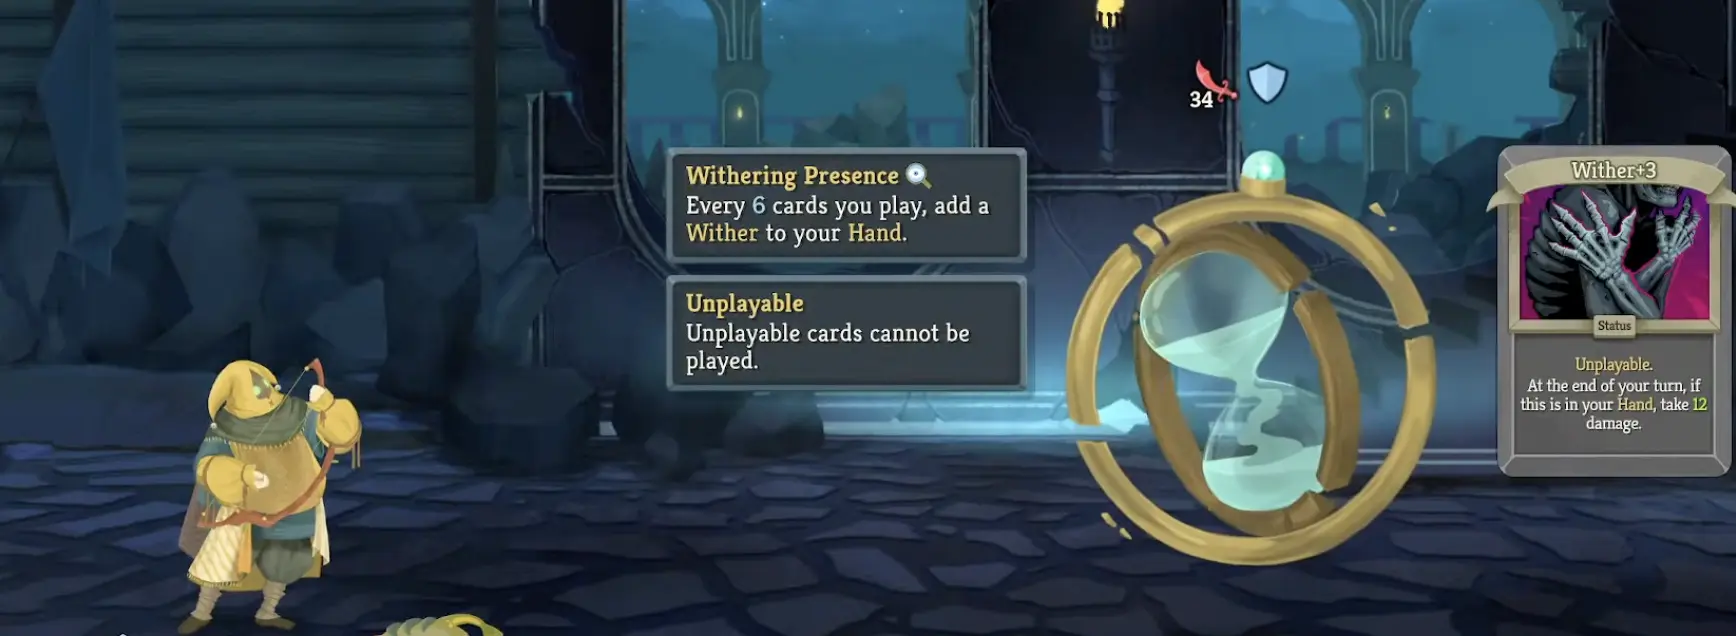 34
Withering Presence
Every 6 cards you play, add a
Wither to your Hand.
Unplayable
Unplayable cards cannot be
played.
Wither+3
Status
Unplayable.
At the end of your turn, if
this is in your Hand, take 12
damage.